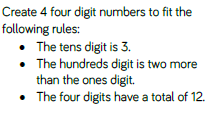 Create 4 four digit numbers to fit the
following rules:
• The tens digit is 3.
• The hundreds digit is two more
than the ones digit.
• The four digits have a total of 12.